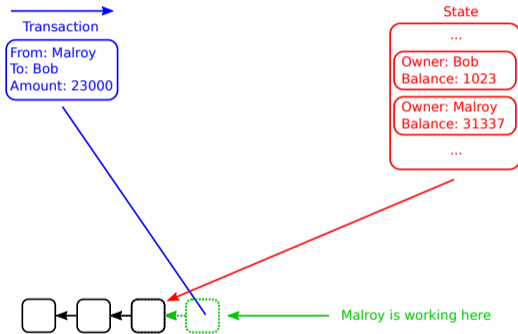 Transaction
From: Malroy
To: Bob
Amount: 23000
State
...
Owner: Bob
Balance: 1023
Owner: Malroy
Balance: 31337
...
Malroy is working here